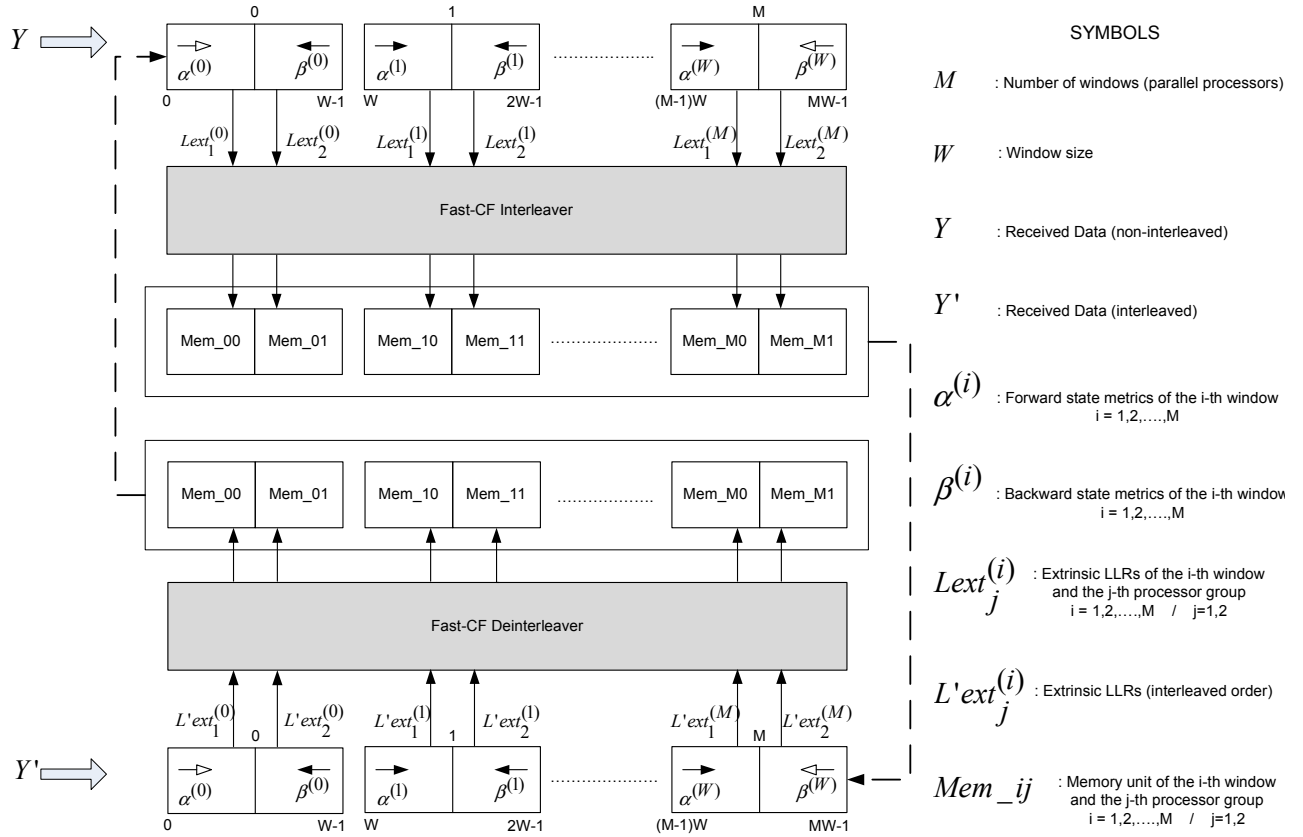 0 1 M
Y
α(0) β(0) α(1) β(1) .................... α(W) β(W)
0 W-1 W 2W-1 (M-1)W MW-1
Lext1(0) Lext2(0) Lext1(1) Lext2(1) Lext1(M) Lext2(M)
Fast-CF Interleaver
Mem_00 Mem_01 Mem_10 Mem_11 .................... Mem_M0 Mem_M1
Mem_00 Mem_01 Mem_10 Mem_11 .................... Mem_M0 Mem_M1
Fast-CF Deinterleaver
L'ext1(0) L'ext2(0) L'ext1(1) L'ext2(1) L'ext1(M) L'ext2(M)
0 1 M
Y'
α(0) β(0) α(1) β(1) .................... α(W) β(W)
0 W-1 W 2W-1 (M-1)W MW-1
SYMBOLS
M : Number of windows (parallel processors)
W : Window size
Y : Received Data (non-interleaved)
Y' : Received Data (interleaved)
α(i) : Forward state metrics of the i-th window
i = 1,2,....,M
β(i) : Backward state metrics of the i-th window
i = 1,2,....,M
Lextj(i) : Extrinsic LLRs of the i-th window
and the j-th processor group
i = 1,2,....,M / j=1,2
L'extj(i) : Extrinsic LLRs (interleaved order)
Mem_ij : Memory unit of the i-th window
and the j-th processor group
i = 1,2,....,M / j=1,2